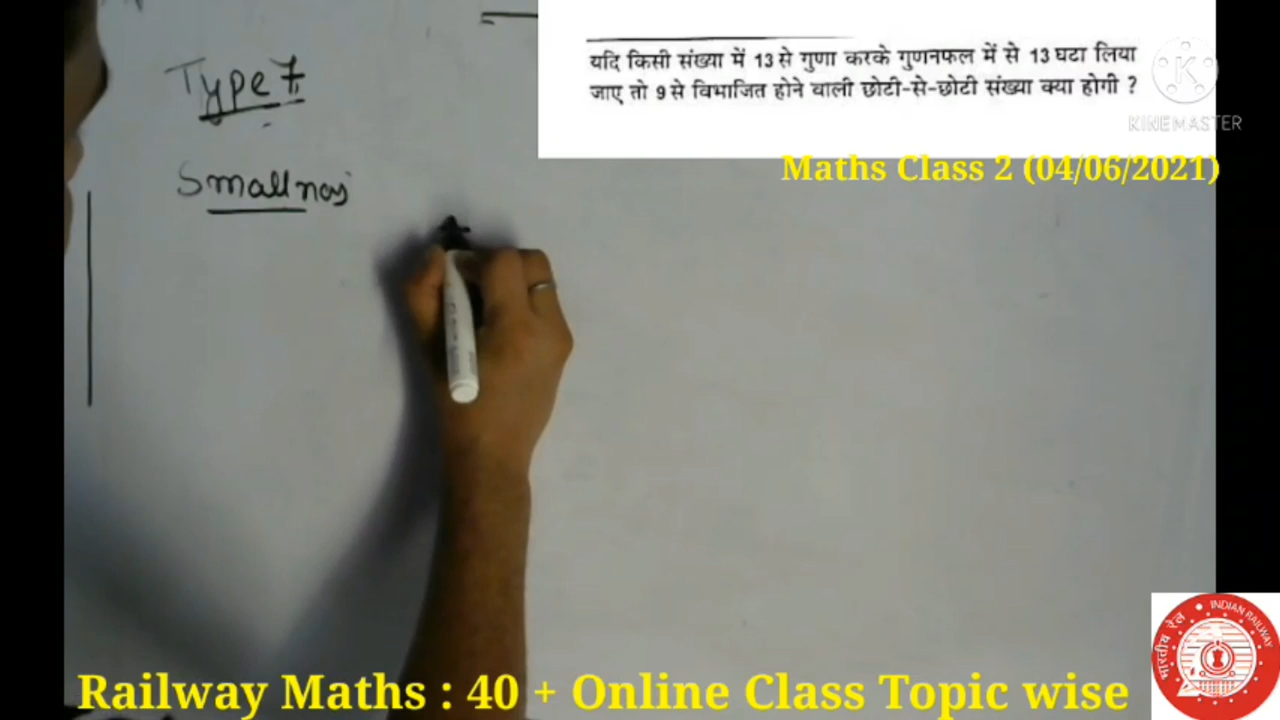 यदि किसी संख्या में 13 से गुणा करके गुणनफल में से 13 घटा लिया
जाए तो 9 से विभाजित होने वाली छोटी-से-छोटी संख्या क्या होगी ?
KINEMASTER
Maths Class 2 (04/06/2021)
Type 7
Small
INDIAN RAILWAY
भारतीय रेल
Railway Maths : 40 + Online Class Topic wise